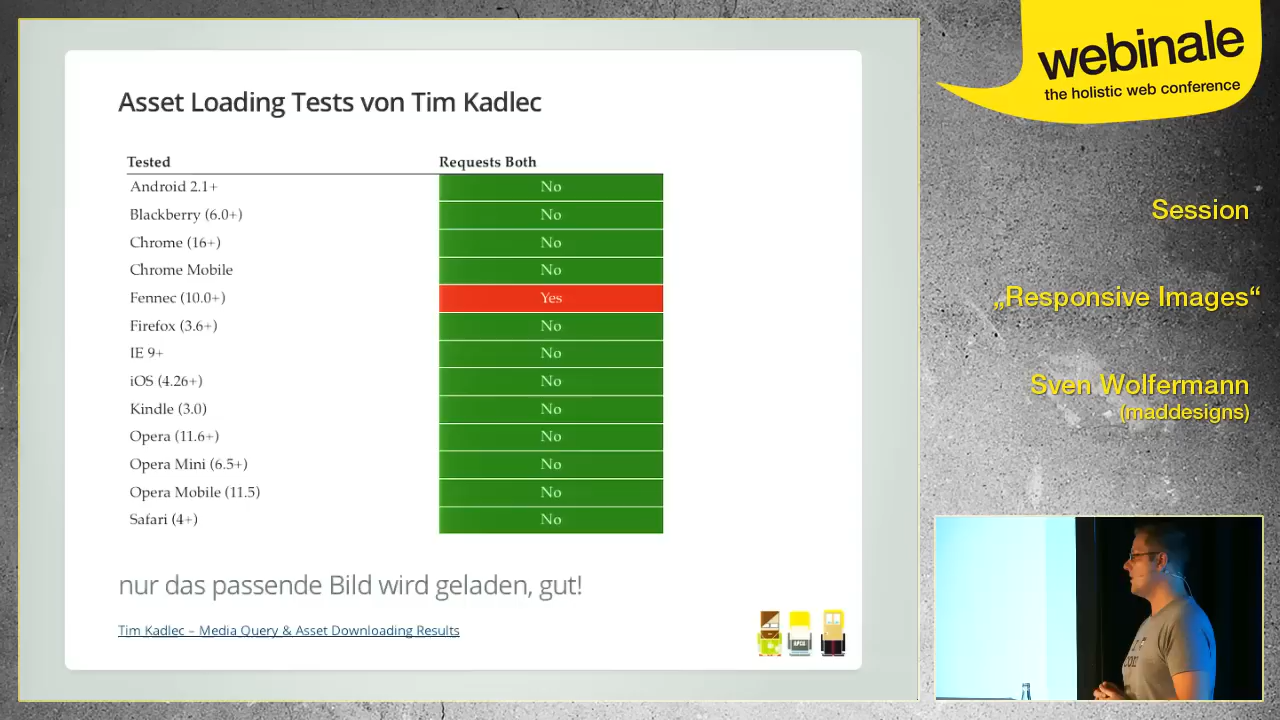 Asset Loading Tests von Tim Kadlec
Tested Requests Both
Android 2.1+ No
Blackberry (6.0+) No
Chrome (16+) No
Chrome Mobile No
Fennec (10.0+) Yes
Firefox (3.6+) No
IE 9+ No
iOS (4.26+) No
Kindle (3.0) No
Opera (11.6+) No
Opera Mini (6.5+) No
Opera Mobile (11.5) No
Safari (4+) No
nur das passende Bild wird geladen, gut!
Tim Kadlec – Media Query & Asset Downloading Results
webinale
the holistic web conference
Session
„Responsive Images“
Sven Wolfermann
(maddesigns)